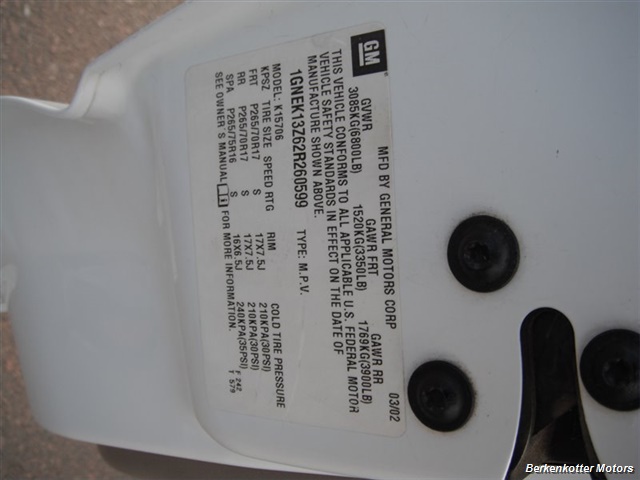 GM
MFD BY GENERAL MOTORS CORP 03/02
GVWR GAWR FRT GAWR RR
3085KG(6800LB) 1520KG(3350LB) 1769KG(3900LB)
THIS VEHICLE CONFORMS TO ALL APPLICABLE U.S. FEDERAL MOTOR
VEHICLE SAFETY STANDARDS IN EFFECT ON THE DATE OF
MANUFACTURE SHOWN ABOVE.
1GNEK13Z62R260599 TYPE: M.P.V.
MODEL: K15706
KPSZ TIRE SIZE SPEED RTG RIM COLD TIRE PRESSURE
FRT P265/70R17 S 17X7.5J 210KPA(30PSI)
RR P265/70R17 S 17X7.5J 210KPA(30PSI)
SPA P265/75R16 S 16X6.5J 240KPA(35PSI)
SEE OWNER'S MANUAL FOR MORE INFORMATION.
F 242
T 579
Berkenkotter Motors